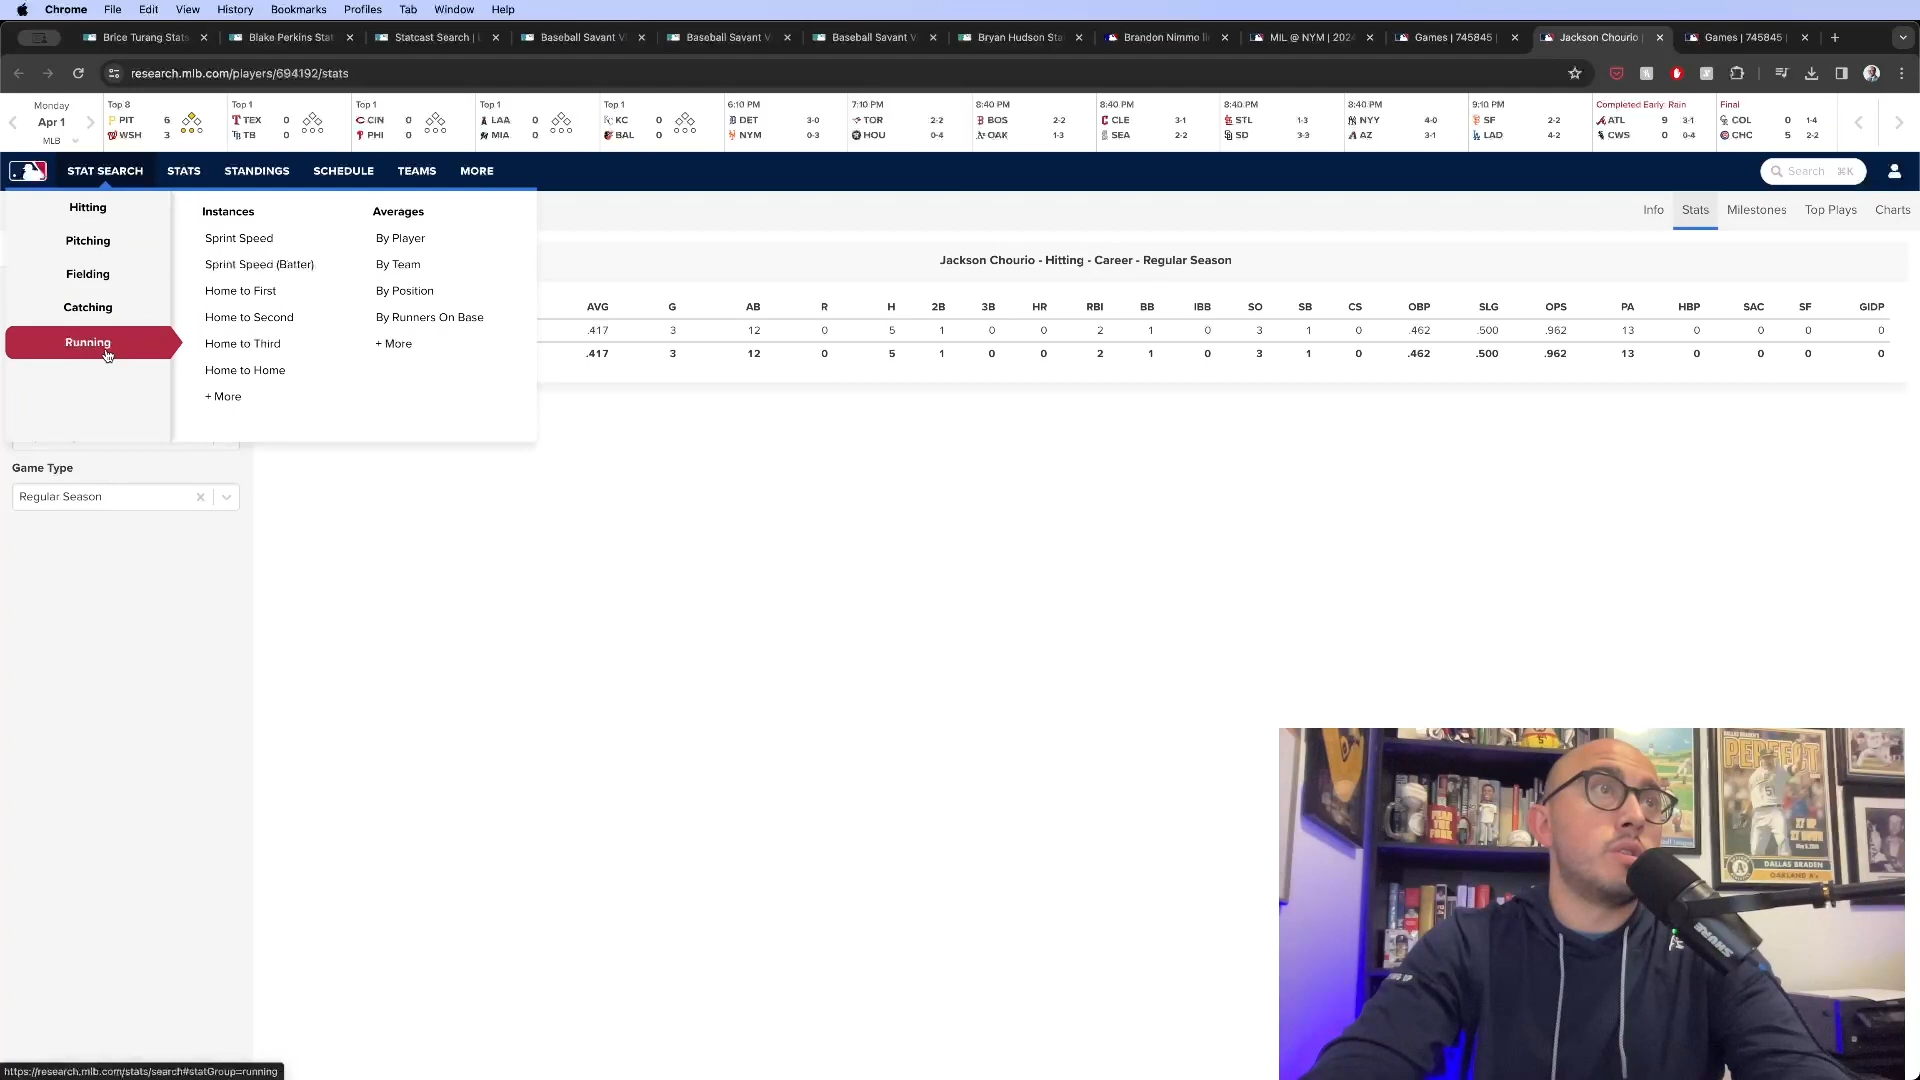 Chrome File Edit View History Bookmarks Profiles Tab Window Help
Brice Turang Stats Blake Perkins Stat Statcast Search | Baseball Savant V Baseball Savant V Baseball Savant V Bryan Hudson Sta Brandon Nimmo MIL @ NYM | 202 Games | 745845 | Jackson Chourio | Games | 745845 |
research.mlb.com/players/694192/stats
Monday
Apr 1
MLB
Top 8
PIT 6
WSH 3
Top 1
TEX 0
TB 0
Top 1
CIN 0
PHI 0
Top 1
LAA 0
MIA 0
Top 1
KC 0
BAL 0
6:10 PM
DET 3-0
NYM 0-3
7:10 PM
TOR 2-2
HOU 0-4
8:40 PM
BOS 2-2
OAK 1-3
8:40 PM
CLE 3-1
SEA 2-2
8:40 PM
STL 1-3
SD 3-3
8:40 PM
NYY 4-0
AZ 3-1
9:10 PM
SF 2-2
LAD 4-2
Completed Early: Rain
ATL 9 3-1
CWS 0 0-4
Final
COL 0 1-4
CHC 5 2-2
STAT SEARCH STATS STANDINGS SCHEDULE TEAMS MORE Search ⌘K
Info Stats Milestones Top Plays Charts
Hitting
Pitching
Fielding
Catching
Running
Instances
Sprint Speed
Sprint Speed (Batter)
Home to First
Home to Second
Home to Third
Home to Home
+ More
Averages
By Player
By Team
By Position
By Runners On Base
+ More
Jackson Chourio - Hitting - Career - Regular Season
AVG G AB R H 2B 3B HR RBI BB IBB SO SB CS OBP SLG OPS PA HBP SAC SF GIDP
.417 3 12 0 5 1 0 0 2 1 0 3 1 0 .462 .500 .962 13 0 0 0 0
.417 3 12 0 5 1 0 0 2 1 0 3 1 0 .462 .500 .962 13 0 0 0 0
Game Type
Regular Season
PERFECT
51
27 UP
27 DOWN
DALLAS BRADEN
OAKLAND A's
FEAR
THE
FORK
SHURE
https://research.mlb.com/stats/search#statGroup=running